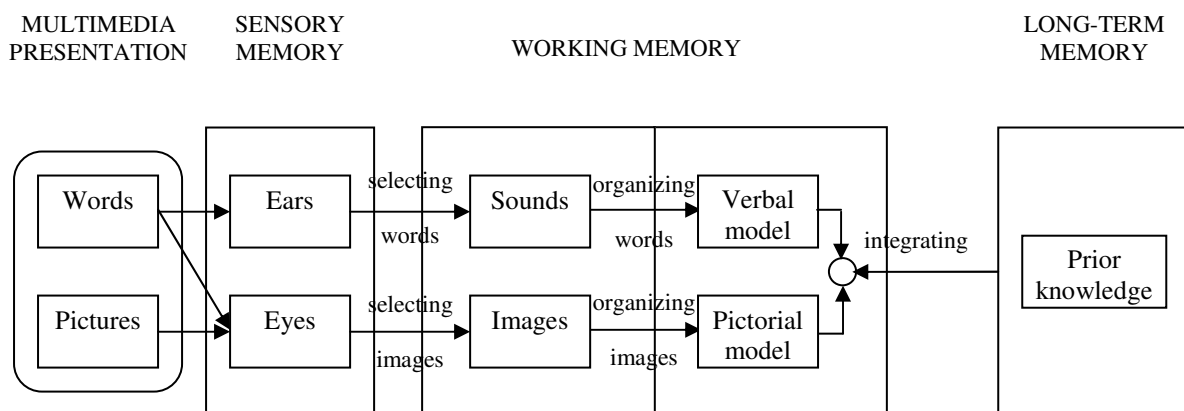 MULTIMEDIA
PRESENTATION
SENSORY
MEMORY
WORKING MEMORY
LONG-TERM
MEMORY
Words
Ears
selecting
words
Sounds
organizing
words
Verbal
model
integrating
Prior
knowledge
Pictures
Eyes
selecting
images
Images
organizing
images
Pictorial
model